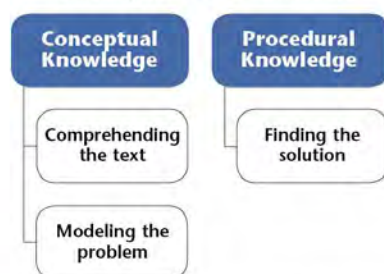 Conceptual
Knowledge
Comprehending
the text
Modeling the
problem
Procedural
Knowledge
Finding the
solution